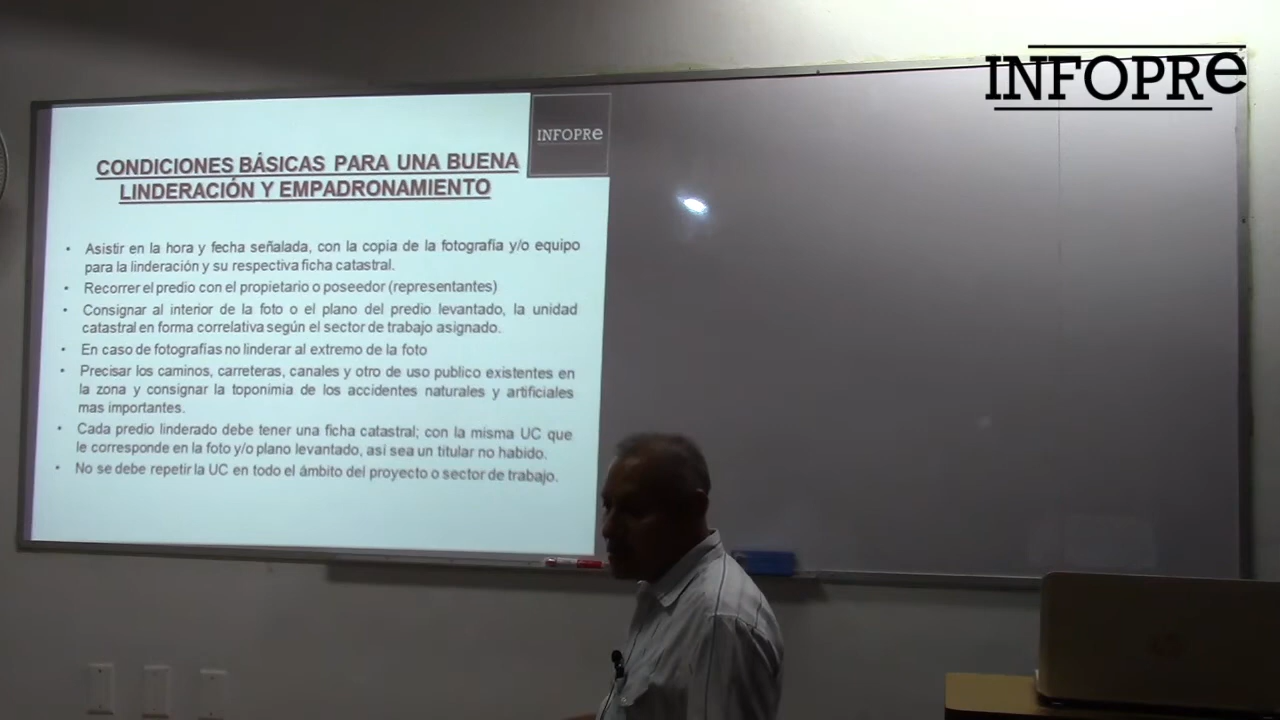 INFOPRe
INFOPRe
CONDICIONES BÁSICAS PARA UNA BUENA
LINDERACIÓN Y EMPADRONAMIENTO
• Asistir en la hora y fecha señalada, con la copia de la fotografía y/o equipo
para la linderación y su respectiva ficha catastral.
• Recorrer el predio con el propietario o poseedor (representantes)
• Consignar al interior de la foto o el plano del predio levantado, la unidad
catastral en forma correlativa según el sector de trabajo asignado.
• En caso de fotografías no linderar al extremo de la foto
• Precisar los caminos, carreteras, canales y otro de uso publico existentes en
la zona y consignar la toponimia de los accidentes naturales y artificiales
mas importantes.
• Cada predio linderado debe tener una ficha catastral; con la misma UC que
le corresponde en la foto y/o plano levantado, así sea un titular no habido.
• No se debe repetir la UC en todo el ámbito del proyecto o sector de trabajo.